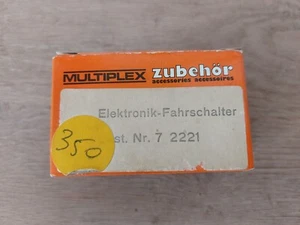 MULTIPLEX zubehör
accessories accessoires
Elektronik-Fahrschalter
st. Nr. 7 2221
350